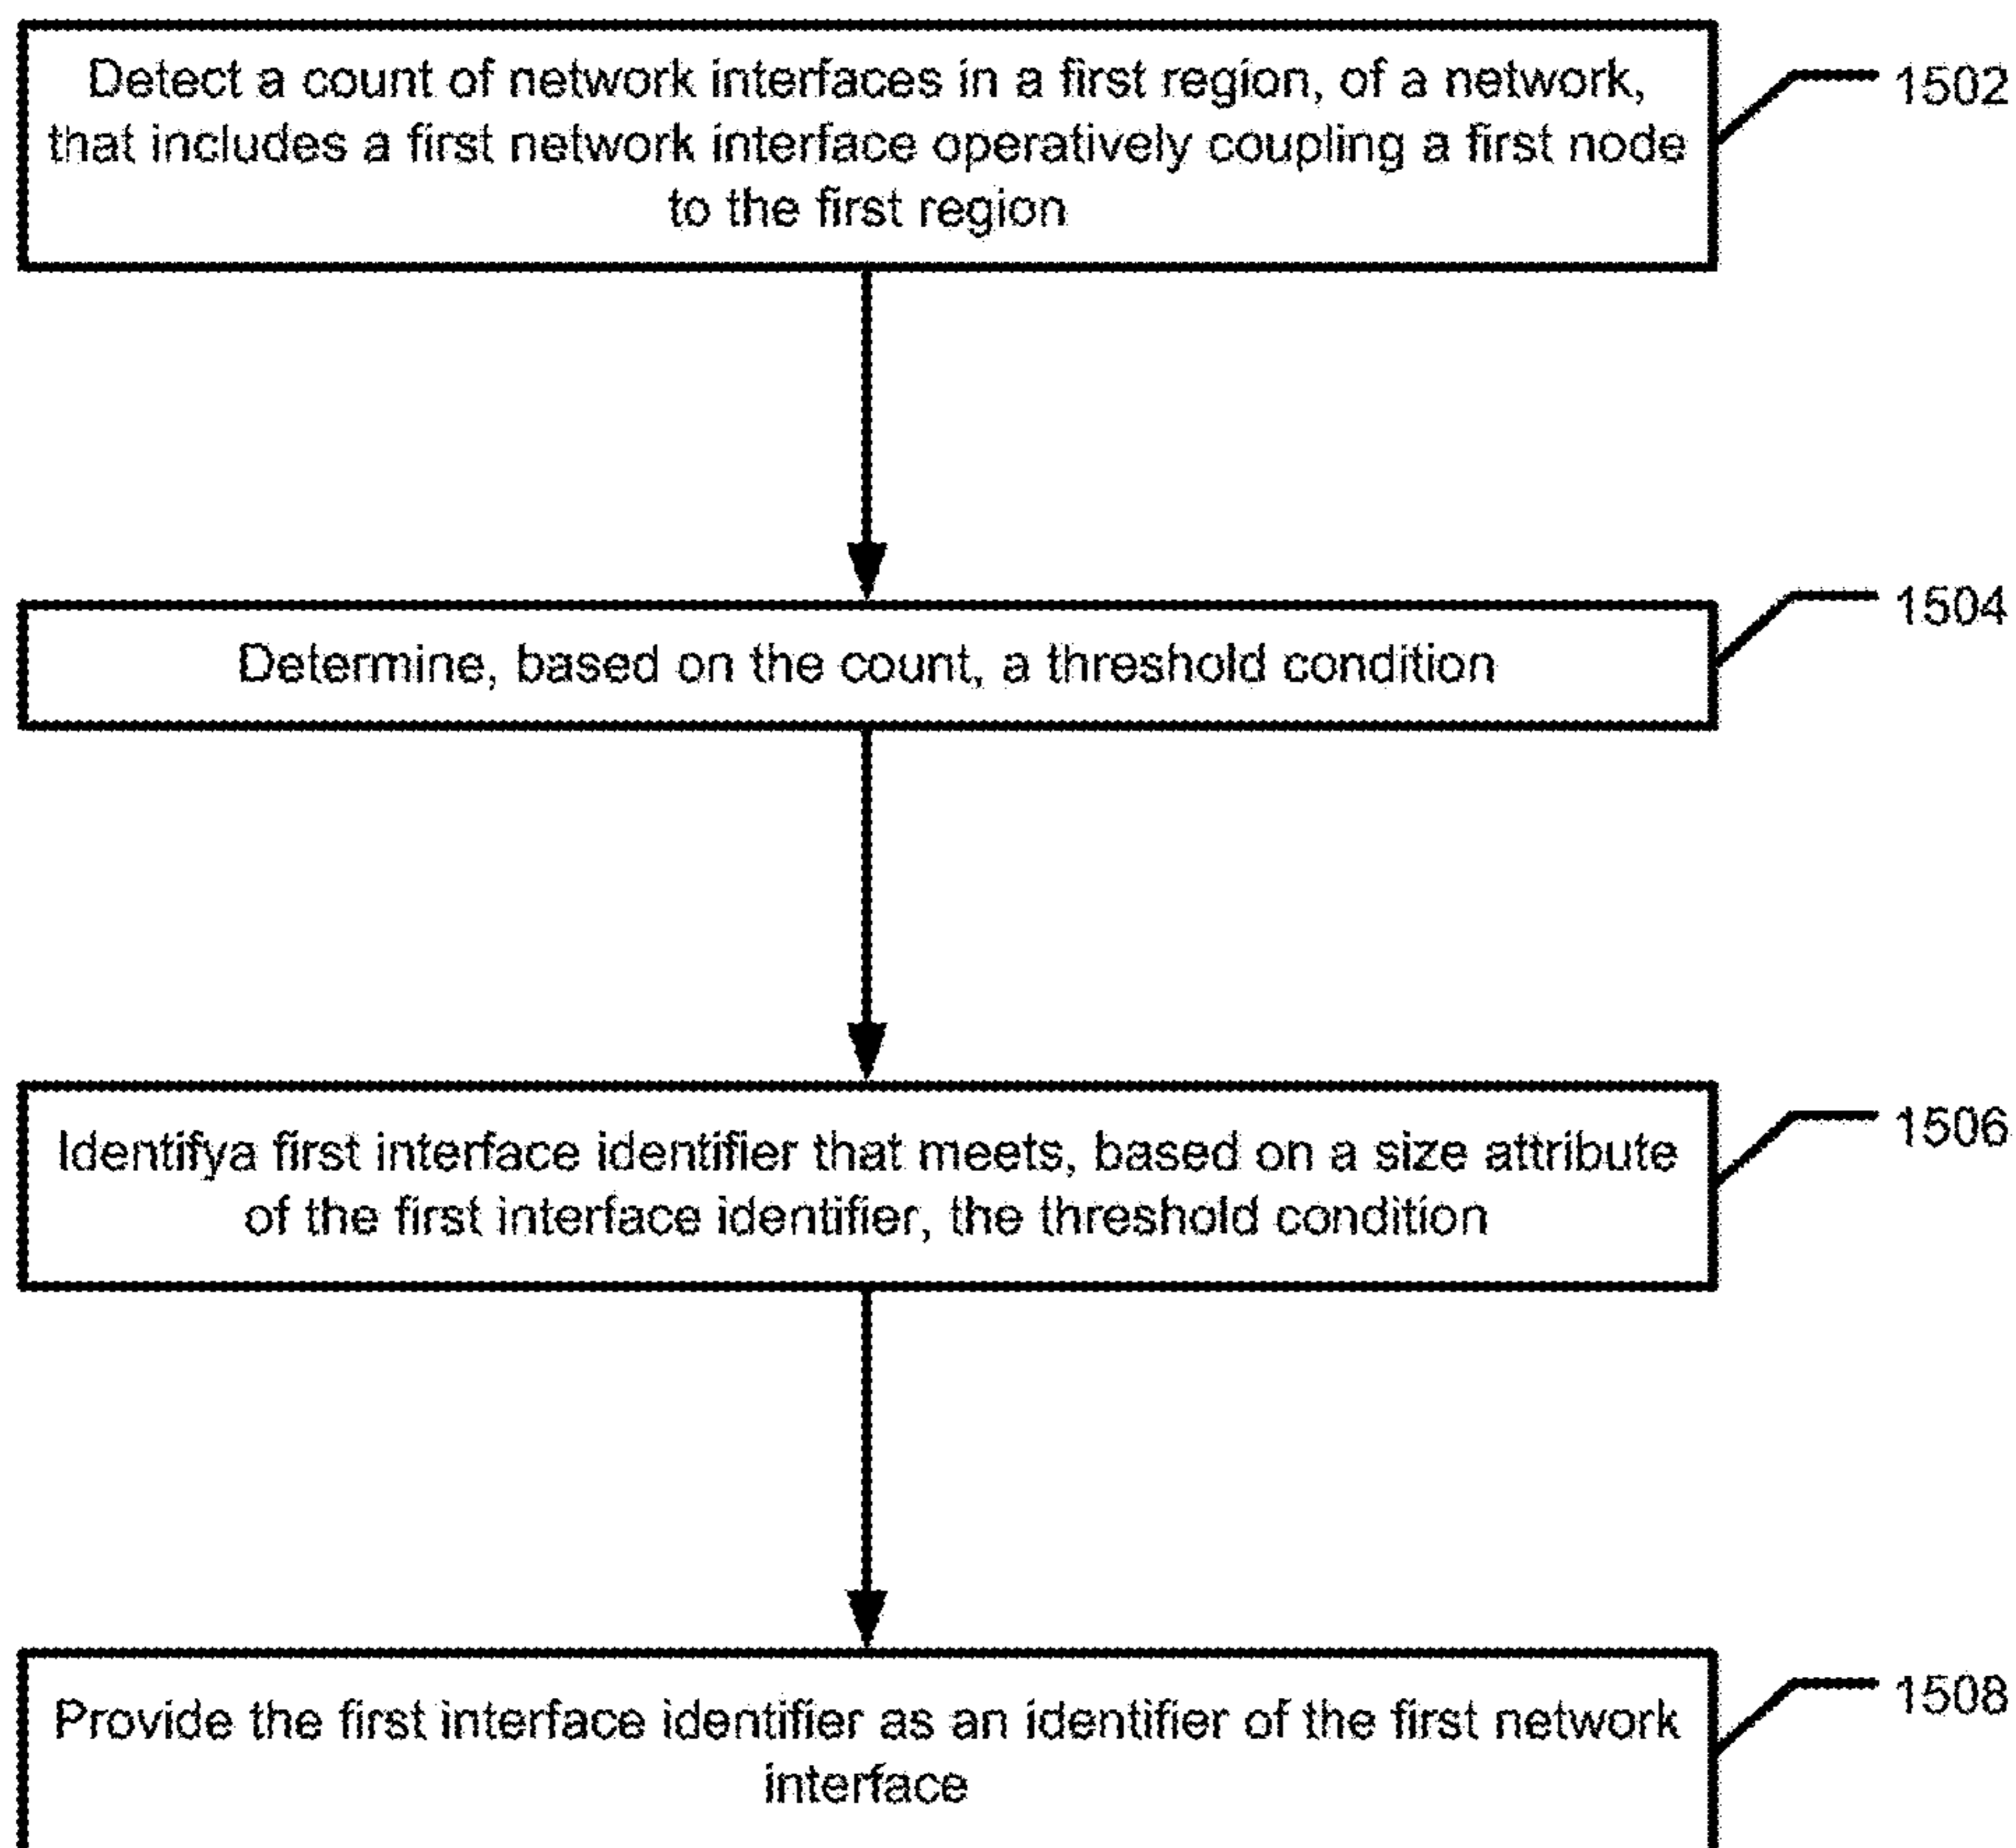 Detect a count of network interfaces in a first region, of a network,
that includes a first network interface operatively coupling a first node
to the first region
1502
Determine, based on the count, a threshold condition
1504
Identifya first interface identifier that meets, based on a size attribute
of the first interface identifier, the threshold condition
1506
Provide the first interface identifier as an identifier of the first network
interface
1508